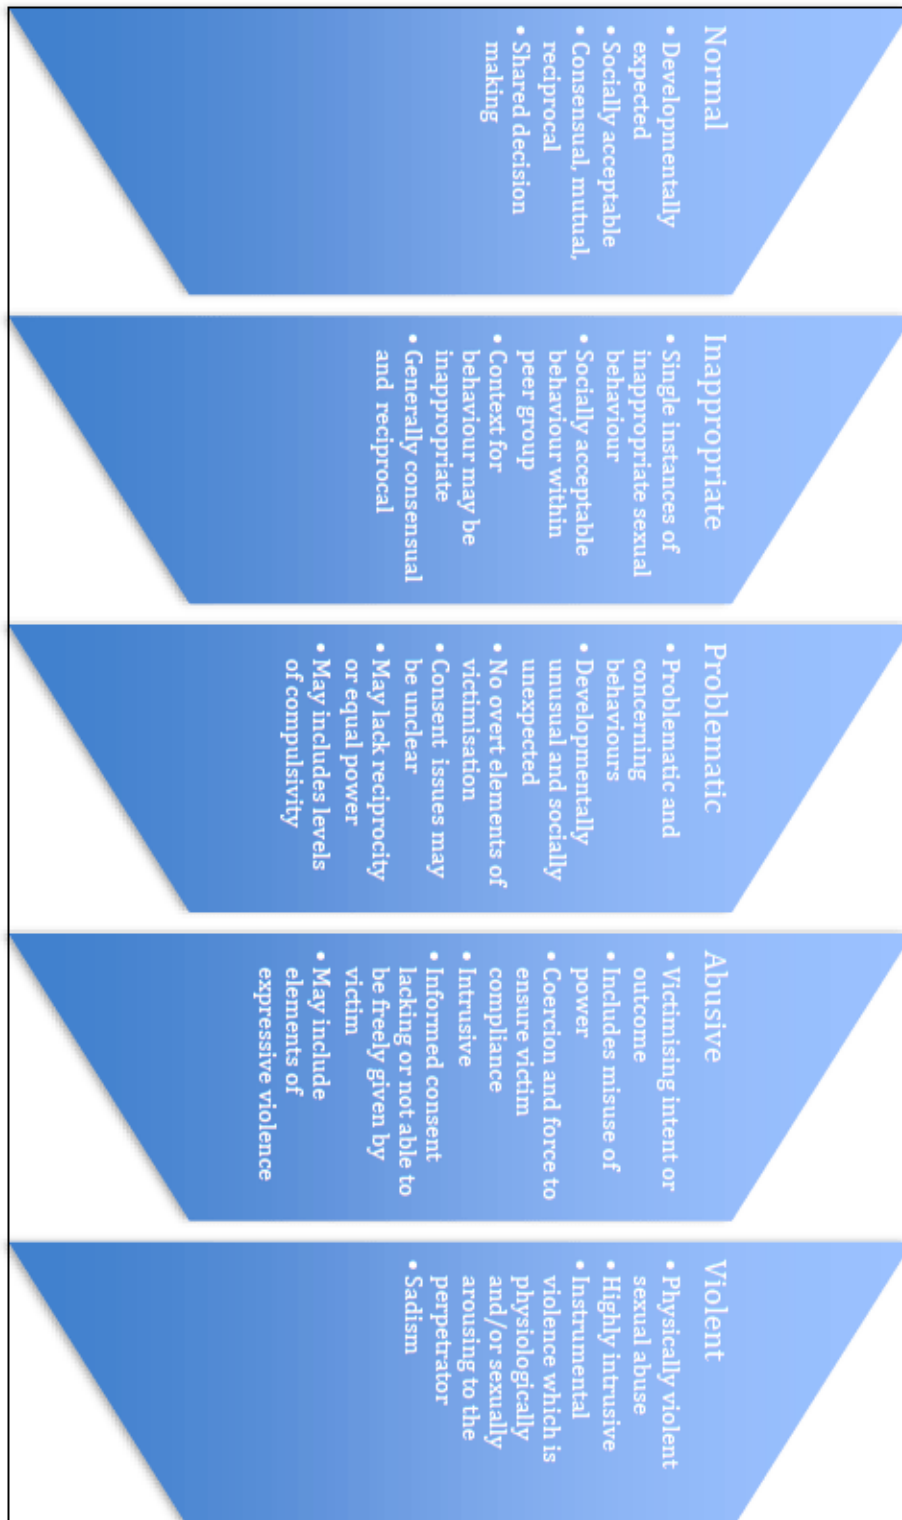 Normal
• Developmentally
expected
• Socially acceptable
• Consensual, mutual,
reciprocal
• Shared decision
making
Inappropriate
• Single instances of
inappropriate sexual
behaviour
• Socially acceptable
behaviour within
peer group
• Context for
behaviour may be
inappropriate
• Generally consensual
and reciprocal
Problematic
• Problematic and
concerning
behaviours
• Developmentally
unusual and socially
unexpected
• No overt elements of
victimisation
• Consent issues may
be unclear
• May lack reciprocity
or equal power
• May includes levels
of compulsivity
Abusive
• Victimising intent or
outcome
• Includes misuse of
power
• Coercion and force to
ensure victim
compliance
• Intrusive
• Informed consent
lacking or not able to
be freely given by
victim
• May include
elements of
expressive violence
Violent
• Physically violent
sexual abuse
• Highly intrusive
• Instrumental
violence which is
physiologically
and/or sexually
arousing to the
perpetrator
• Sadism